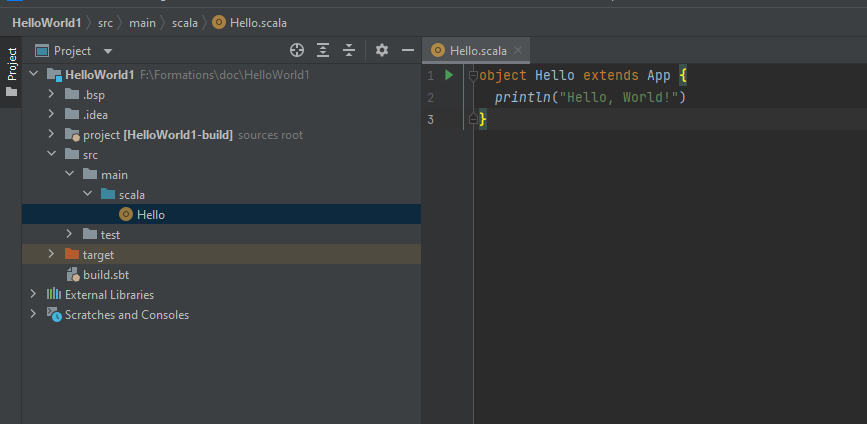 HelloWorld1 src main scala Hello.scala
Project
Project
HelloWorld1 F:\Formations\doc\HelloWorld1
.bsp
.idea
project [HelloWorld1-build] sources root
src
main
scala
Hello
test
target
build.sbt
External Libraries
Scratches and Consoles
Hello.scala
1 object Hello extends App {
2 println("Hello, World!")
3 }